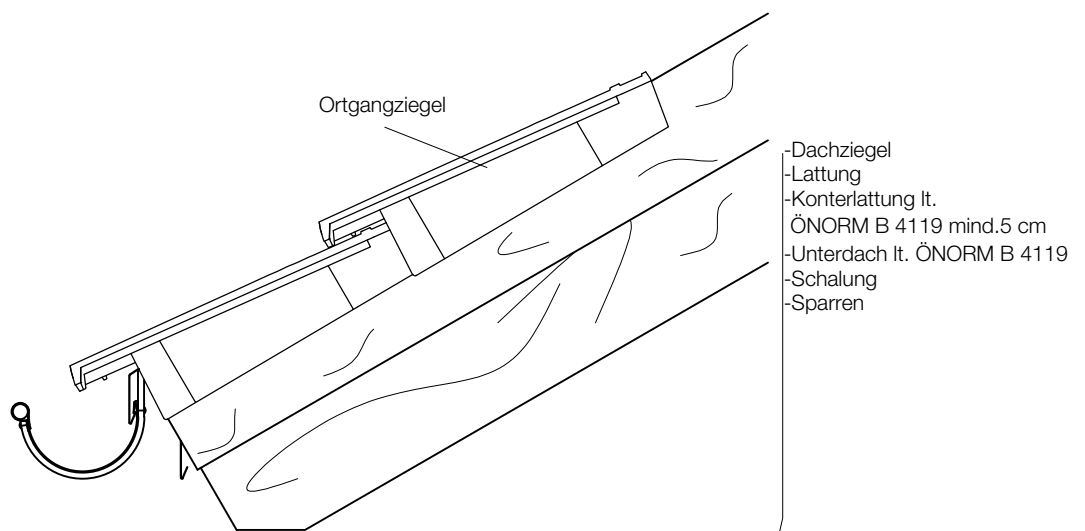 Ortgangziegel
-Dachziegel
-Lattung
-Konterlattung lt.
ÖNORM B 4119 mind.5 cm
-Unterdach lt. ÖNORM B 4119
-Schalung
-Sparren